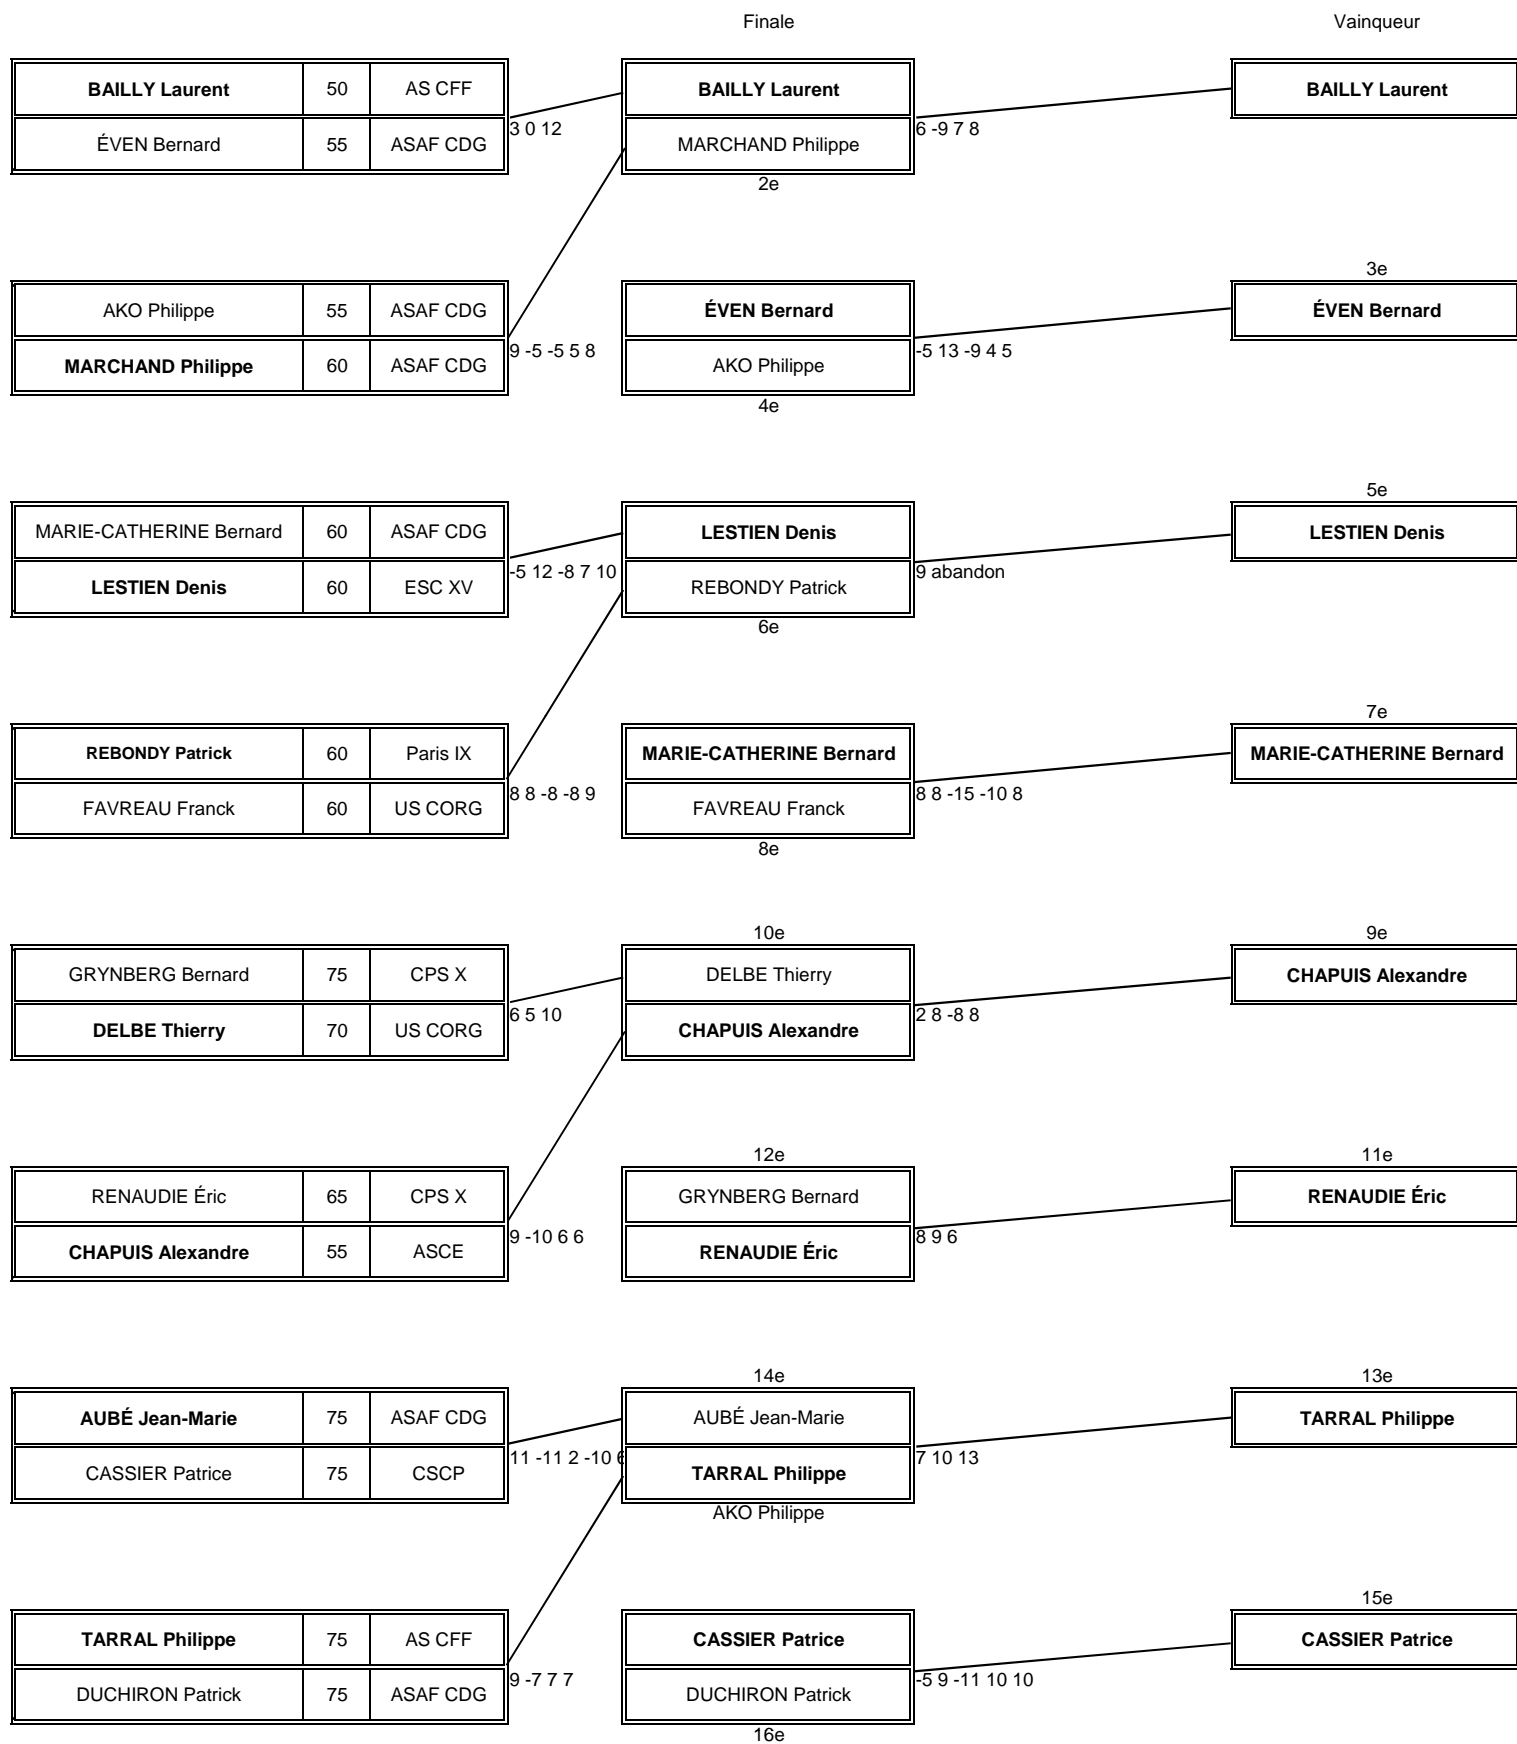 Finale Vainqueur
BAILLY Laurent 50 AS CFF BAILLY Laurent BAILLY Laurent
3 0 12 6 -9 7 8
ÉVEN Bernard 55 ASAF CDG MARCHAND Philippe
2e
3e
AKO Philippe 55 ASAF CDG ÉVEN Bernard ÉVEN Bernard
9 -5 -5 5 8 -5 13 -9 4 5
MARCHAND Philippe 60 ASAF CDG AKO Philippe
4e
5e
MARIE-CATHERINE Bernard 60 ASAF CDG LESTIEN Denis LESTIEN Denis
-5 12 -8 7 10 9 abandon
LESTIEN Denis 60 ESC XV REBONDY Patrick
6e
7e
REBONDY Patrick 60 Paris IX MARIE-CATHERINE Bernard MARIE-CATHERINE Bernard
8 8 -8 -8 9 8 8 -15 -10 8
FAVREAU Franck 60 US CORG FAVREAU Franck
8e
10e 9e
GRYNBERG Bernard 75 CPS X DELBE Thierry CHAPUIS Alexandre
6 5 10 2 8 -8 8
DELBE Thierry 70 US CORG CHAPUIS Alexandre
12e 11e
RENAUDIE Éric 65 CPS X GRYNBERG Bernard RENAUDIE Éric
9 -10 6 6 8 9 6
CHAPUIS Alexandre 55 ASCE RENAUDIE Éric
14e 13e
AUBÉ Jean-Marie 75 ASAF CDG AUBÉ Jean-Marie TARRAL Philippe
11 -11 2 -10 6 7 10 13
CASSIER Patrice 75 CSCP TARRAL Philippe
AKO Philippe
15e
TARRAL Philippe 75 AS CFF CASSIER Patrice CASSIER Patrice
9 -7 7 7 -5 9 -11 10 10
DUCHIRON Patrick 75 ASAF CDG DUCHIRON Patrick
16e